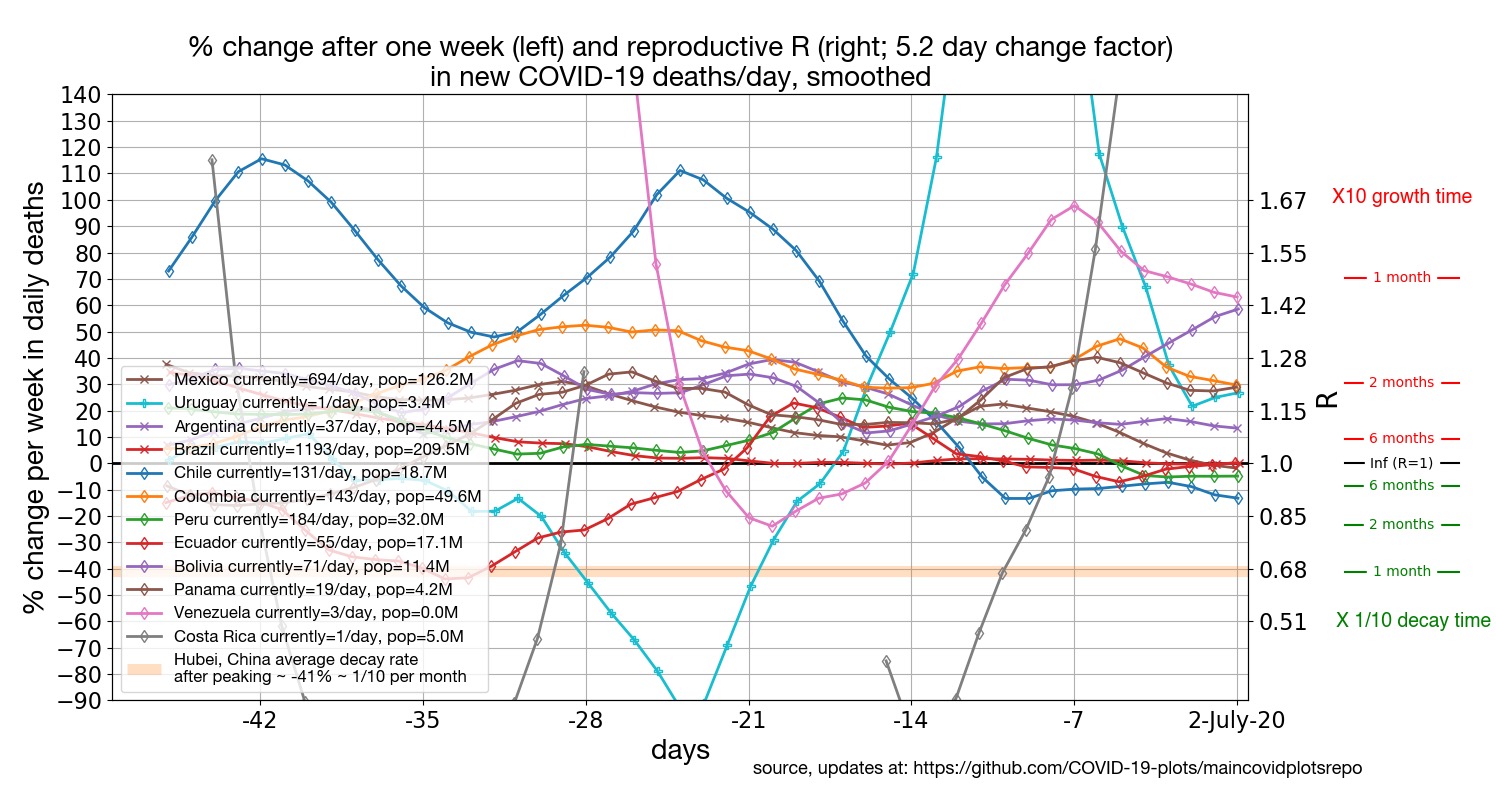 % change after one week (left) and reproductive R (right; 5.2 day change factor)
in new COVID-19 deaths/day, smoothed
% change per week in daily deaths
140
130
120
110
100
90
80
70
60
50
40
30
20
10
0
−10
−20
−30
−40
−50
−60
−70
−80
−90
Mexico currently=694/day, pop=126.2M
Uruguay currently=1/day, pop=3.4M
Argentina currently=37/day, pop=44.5M
Brazil currently=1193/day, pop=209.5M
Chile currently=131/day, pop=18.7M
Colombia currently=143/day, pop=49.6M
Peru currently=184/day, pop=32.0M
Ecuador currently=55/day, pop=17.1M
Bolivia currently=71/day, pop=11.4M
Panama currently=19/day, pop=4.2M
Venezuela currently=3/day, pop=0.0M
Costa Rica currently=1/day, pop=5.0M
Hubei, China average decay rate
after peaking ~ -41% ~ 1/10 per month
-42
-35
-28
-21
-14
-7
2-July-20
days
1.67
1.55
1.42
1.28
1.15
1.0
0.85
0.68
0.51
R
X10 growth time
1 month
2 months
6 months
Inf (R=1)
6 months
2 months
1 month
X 1/10 decay time
source, updates at: https://github.com/COVID-19-plots/maincovidplotsrepo